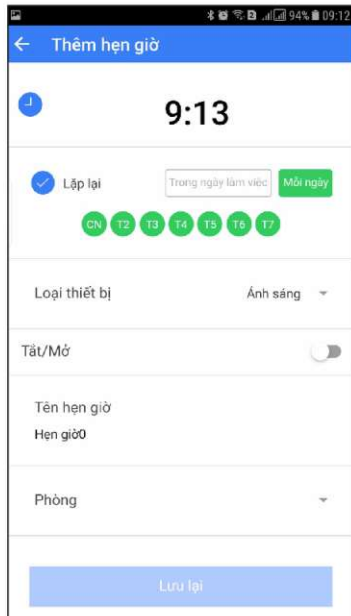 94% 09:12
Thêm hẹn giờ
9:13
Lặp lại Trong ngày làm việc Mỗi ngày
CN T2 T3 T4 T5 T6 T7
Loại thiết bị Ánh sáng
Tắt/Mở
Tên hẹn giờ
Hẹn giờ0
Phòng
Lưu lại